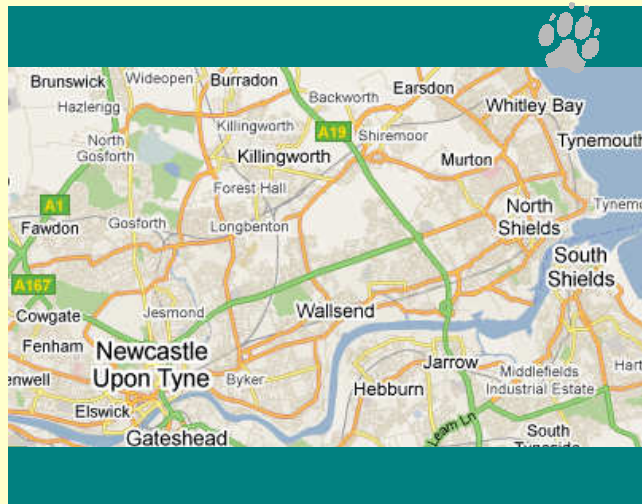 Brunswick
Wideopen
Burradon
Earsdon
Hazlerigg
Backworth
Whitley Bay
Killingworth
A19
Shiremoor
North
Gosforth
Tynemouth
Killingworth
Murton
Forest Hall
A1
North
Shields
Tynemo
Fawdon
Gosforth
Longbenton
South
Shields
A167
Cowgate
Jesmond
Wallsend
Fenham
Newcastle
Upon Tyne
Jarrow
enwell
Byker
Hebburn
Middlefields
Industrial Estate
Hart
Elswick
Leam Ln
Gateshead
South
Tyneside